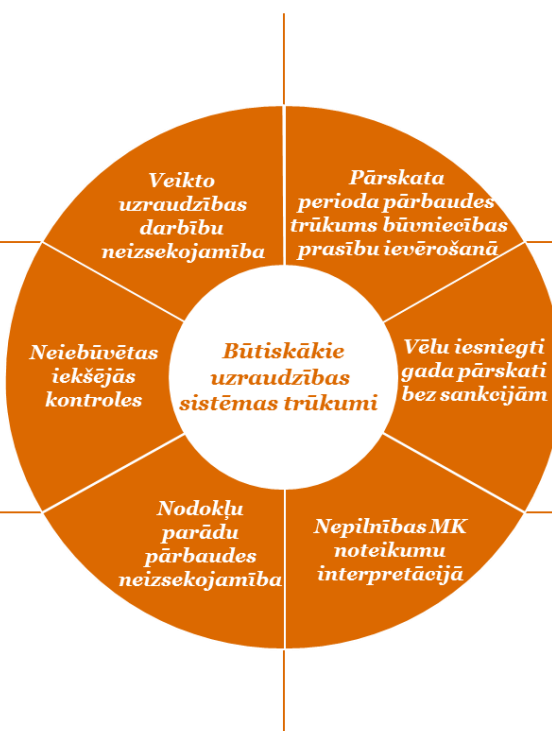 Veikto
uzraudzības
darbību
neizsekojamība
Pārskata
perioda pārbaudes
trūkums būvniecības
prasību ievērošanā
Neiebūvētas
iekšējās
kontroles
Būtiskākie
uzraudzības
sistēmas trūkumi
Vēlu iesniegti
gada pārskati
bez sankcijām
Nodokļu
parādu
pārbaudes
neizsekojamība
Nepilnības MK
noteikumu
interpretācijā